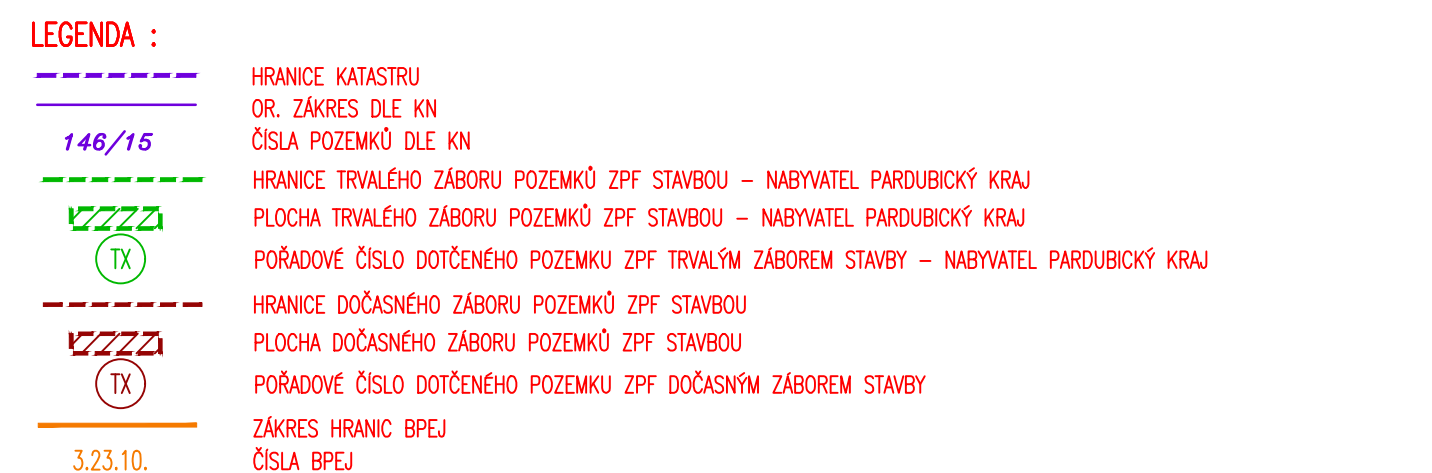 LEGENDA :
HRANICE KATASTRU
OR. ZÁKRES DLE KN
146/15 ČÍSLA POZEMKŮ DLE KN
HRANICE TRVALÉHO ZÁBORU POZEMKŮ ZPF STAVBOU – NABYVATEL PARDUBICKÝ KRAJ
PLOCHA TRVALÉHO ZÁBORU POZEMKŮ ZPF STAVBOU – NABYVATEL PARDUBICKÝ KRAJ
TX POŘADOVÉ ČÍSLO DOTČENÉHO POZEMKU ZPF TRVALÝM ZÁBOREM STAVBY – NABYVATEL PARDUBICKÝ KRAJ
HRANICE DOČASNÉHO ZÁBORU POZEMKŮ ZPF STAVBOU
PLOCHA DOČASNÉHO ZÁBORU POZEMKŮ ZPF STAVBOU
TX POŘADOVÉ ČÍSLO DOTČENÉHO POZEMKU ZPF DOČASNÝM ZÁBOREM STAVBY
ZÁKRES HRANIC BPEJ
3.23.10. ČÍSLA BPEJ